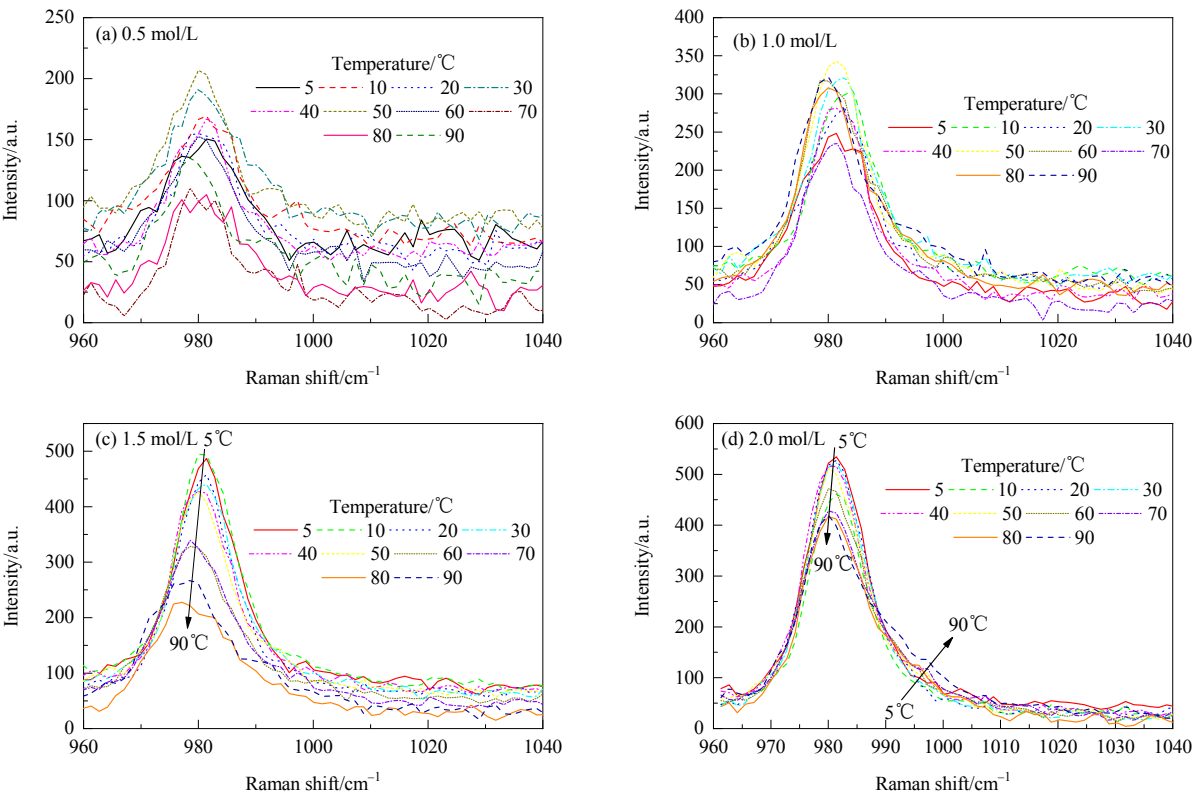 (a) 0.5 mol/L
Temperature/℃
5 10 20 30
40 50 60 70
80 90
250
200
150
100
50
0
Intensity/a.u.
960 980 1000 1020 1040
Raman shift/cm⁻¹
(b) 1.0 mol/L
Temperature/℃
5 10 20 30
40 50 60 70
80 90
400
350
300
250
200
150
100
50
0
Intensity/a.u.
960 980 1000 1020 1040
Raman shift/cm⁻¹
(c) 1.5 mol/L
5℃
Temperature/℃
5 10 20 30
40 50 60 70
80 90
90℃
500
400
300
200
100
0
Intensity/a.u.
960 980 1000 1020 1040
Raman shift/cm⁻¹
(d) 2.0 mol/L
5℃
Temperature/℃
5 10 20 30
40 50 60 70
80 90
90℃
90℃
5℃
600
500
400
300
200
100
0
Intensity/a.u.
960 970 980 990 1000 1010 1020 1030 1040
Raman shift/cm⁻¹